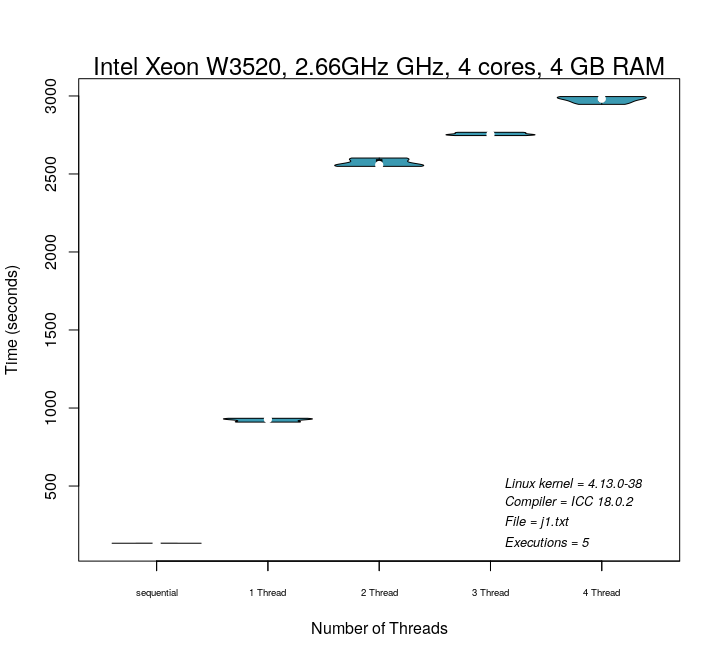 Intel Xeon W3520, 2.66GHz GHz, 4 cores, 4 GB RAM
3000
2500
2000
1500
1000
500
Time (seconds)
Linux kernel = 4.13.0-38
Compiler = ICC 18.0.2
File = j1.txt
Executions = 5
sequential 1 Thread 2 Thread 3 Thread 4 Thread
Number of Threads